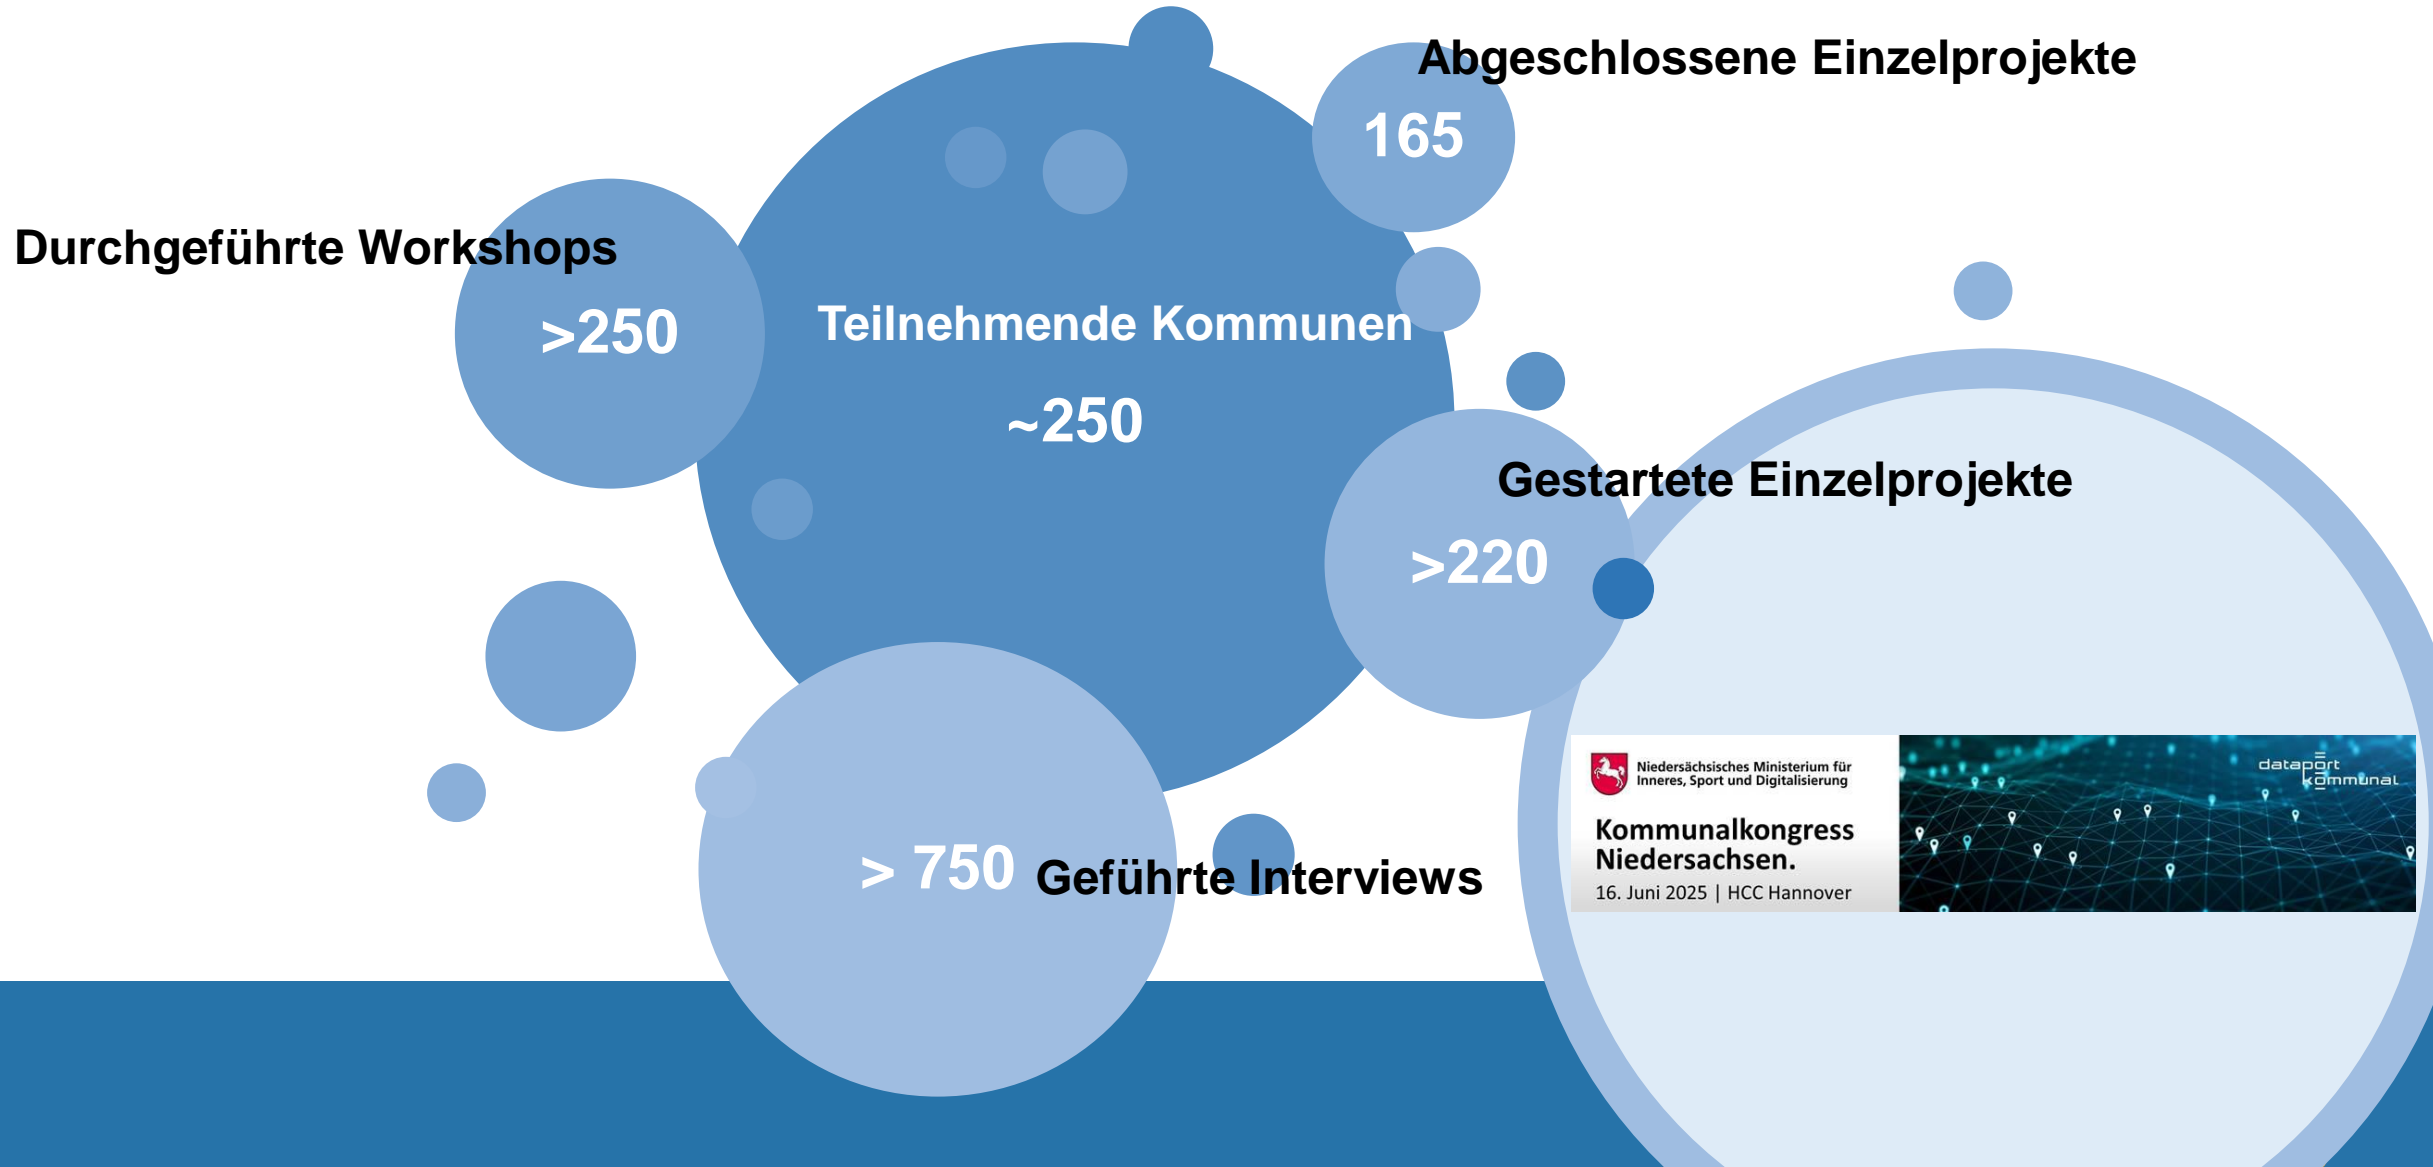 Abgeschlossene Einzelprojekte
165
Durchgeführte Workshops
>250
Teilnehmende Kommunen
~250
Gestartete Einzelprojekte
>220
> 750
Geführte Interviews
Niedersächsisches Ministerium für
Inneres, Sport und Digitalisierung
Kommunalkongress
Niedersachsen.
16. Juni 2025 | HCC Hannover
dataport
kommunal